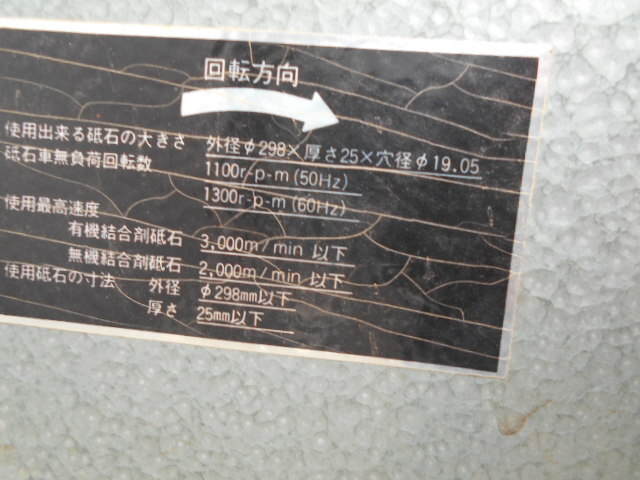 回転方向
使用出来る砥石の大きさ 外径φ298×厚さ25×穴径φ19.05
砥石車無負荷回転数 1100r-p-m(50Hz)
1300r-p-m(60Hz)
使用最高速度
有機結合剤砥石 3,000m/min 以下
無機結合剤砥石 2,000m/min 以下
使用砥石の寸法 外径 φ298mm以下
厚さ 25mm以下